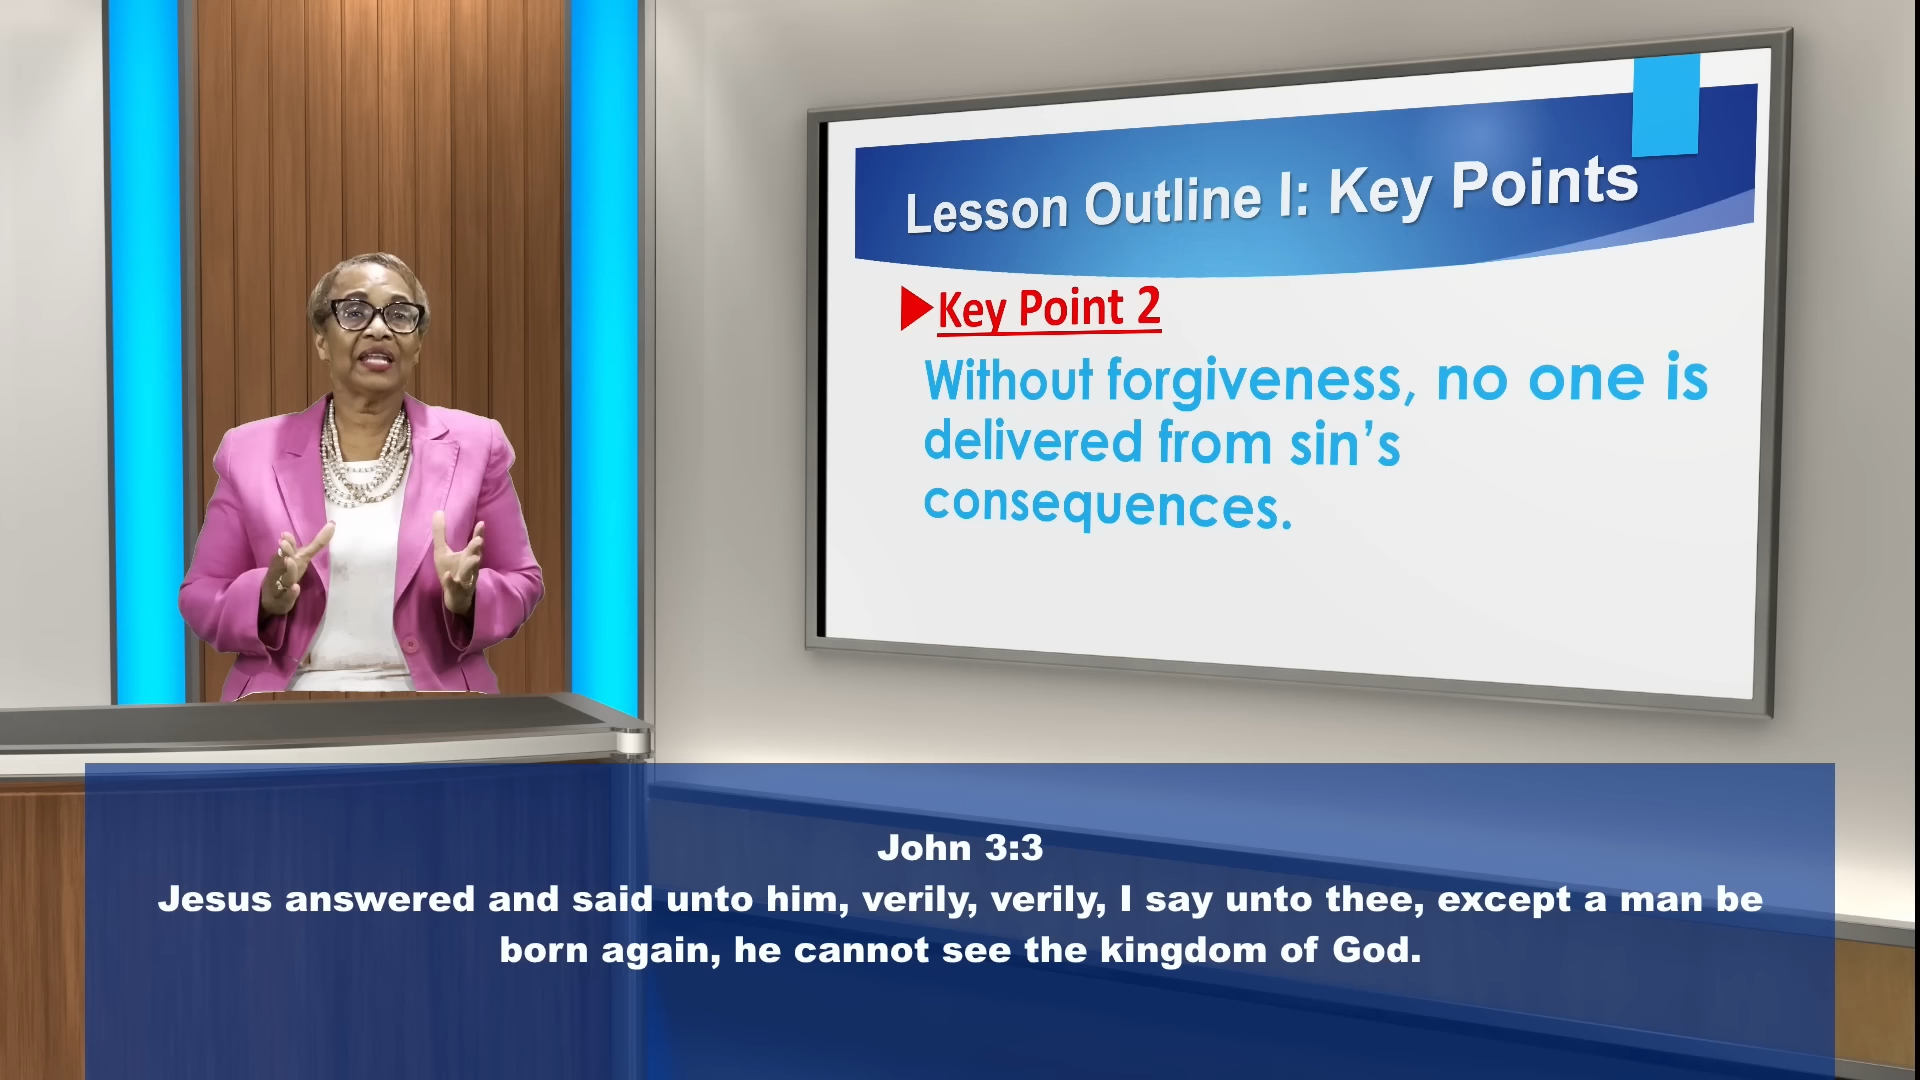 Lesson Outline I: Key Points
Key Point 2
Without forgiveness, no one is
delivered from sin’s
consequences.
John 3:3
Jesus answered and said unto him, verily, verily, I say unto thee, except a man be
born again, he cannot see the kingdom of God.